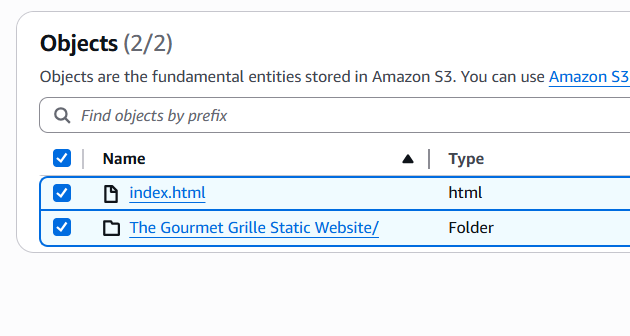 Objects (2/2)
Objects are the fundamental entities stored in Amazon S3. You can use Amazon S3
Find objects by prefix
Name Type
index.html html
The Gourmet Grille Static Website/ Folder